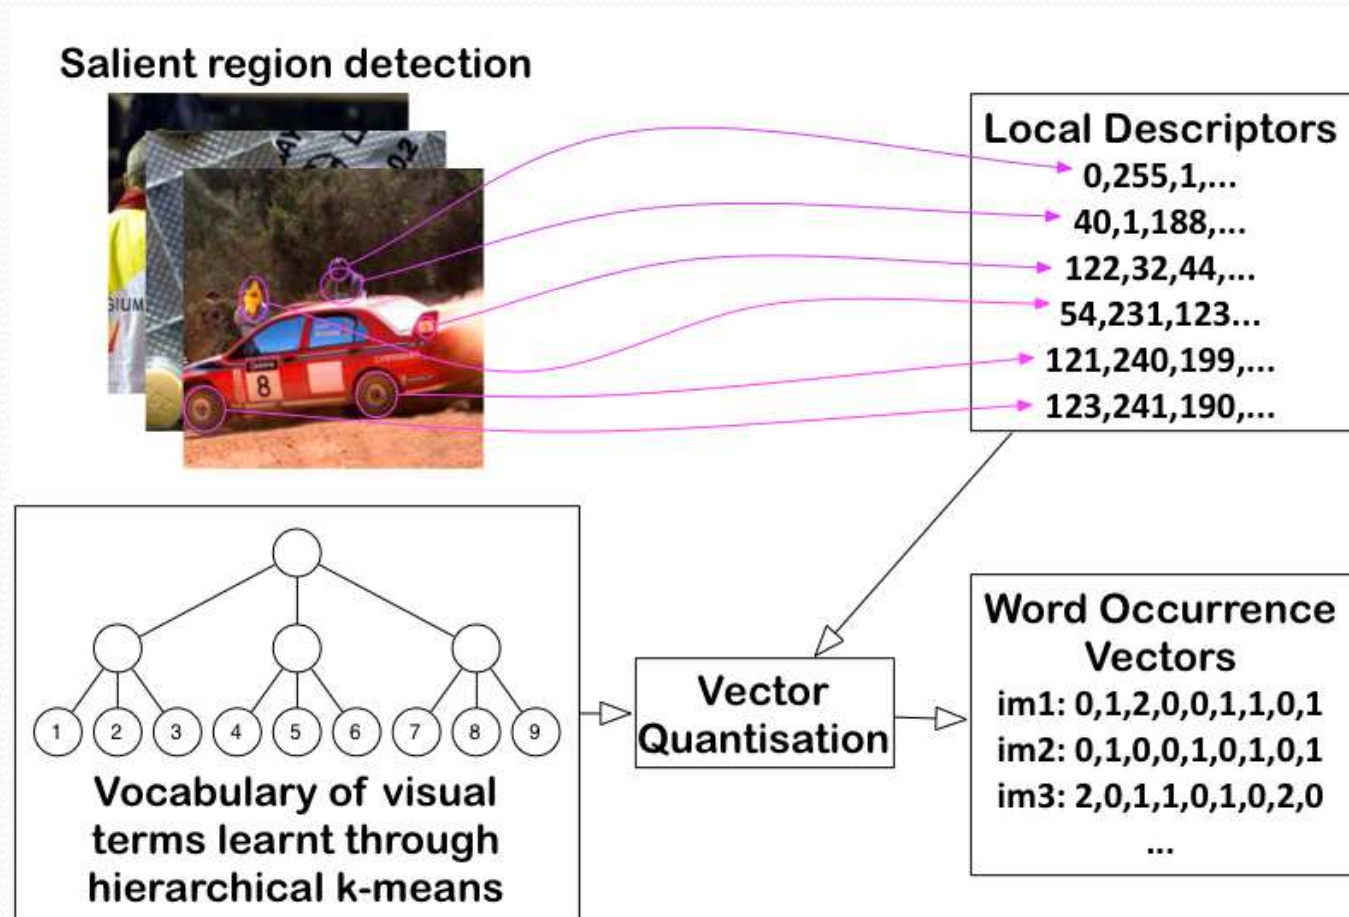 Salient region detection
AY
0.2
GIUM
8
Local Descriptors
0,255,1,...
40,1,188,...
122,32,44,...
54,231,123...
121,240,199,...
123,241,190,...
1 2 3 4 5 6 7 8 9
Vocabulary of visual
terms learnt through
hierarchical k-means
Vector
Quantisation
Word Occurrence
Vectors
im1: 0,1,2,0,0,1,1,0,1
im2: 0,1,0,0,1,0,1,0,1
im3: 2,0,1,1,0,1,0,2,0
...